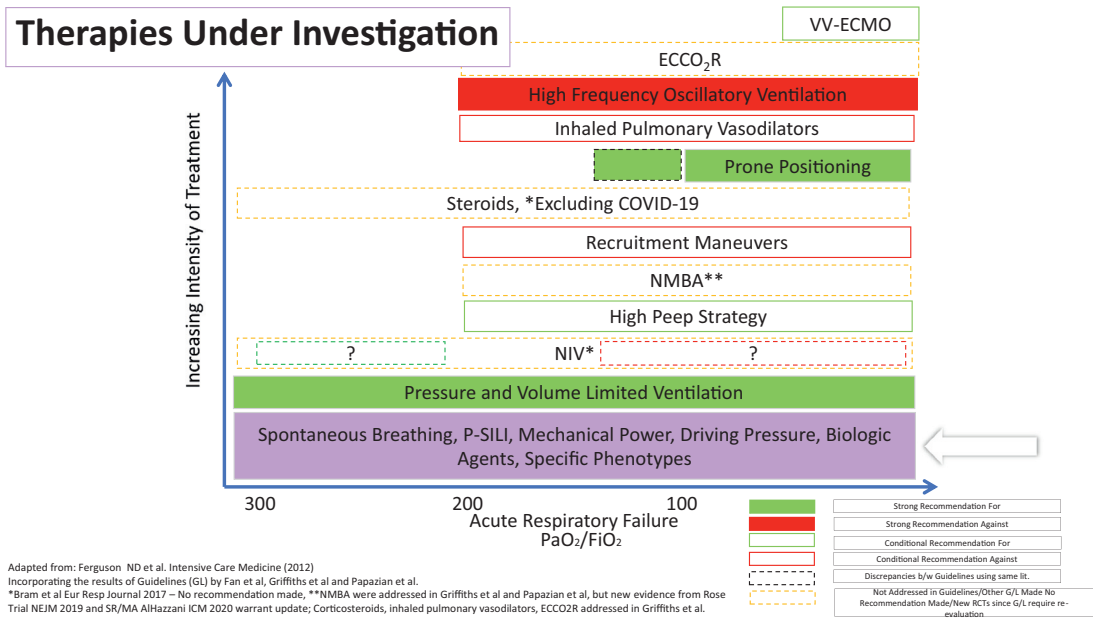 Therapies Under Investigation
VV-ECMO
ECCO₂R
High Frequency Oscillatory Ventilation
Inhaled Pulmonary Vasodilators
Prone Positioning
Steroids, *Excluding COVID-19
Recruitment Maneuvers
NMBA**
High Peep Strategy
? NIV* ?
Pressure and Volume Limited Ventilation
Spontaneous Breathing, P-SILI, Mechanical Power, Driving Pressure, Biologic
Agents, Specific Phenotypes
Increasing Intensity of Treatment
300 200 100
Acute Respiratory Failure
PaO₂/FiO₂
Strong Recommendation For
Strong Recommendation Against
Conditional Recommendation For
Conditional Recommendation Against
Discrepancies b/w Guidelines using same lit.
Not Addressed in Guidelines/Other G/L Made No
Recommendation Made/New RCTs since G/L require re-
evaluation
Adapted from: Ferguson ND et al. Intensive Care Medicine (2012)
Incorporating the results of Guidelines (GL) by Fan et al, Griffiths et al and Papazian et al.
*Bram et al Eur Resp Journal 2017 – No recommendation made, **NMBA were addressed in Griffiths et al and Papazian et al, but new evidence from Rose
Trial NEJM 2019 and SR/MA AlHazzani ICM 2020 warrant update; Corticosteroids, inhaled pulmonary vasodilators, ECCO2R addressed in Griffiths et al.